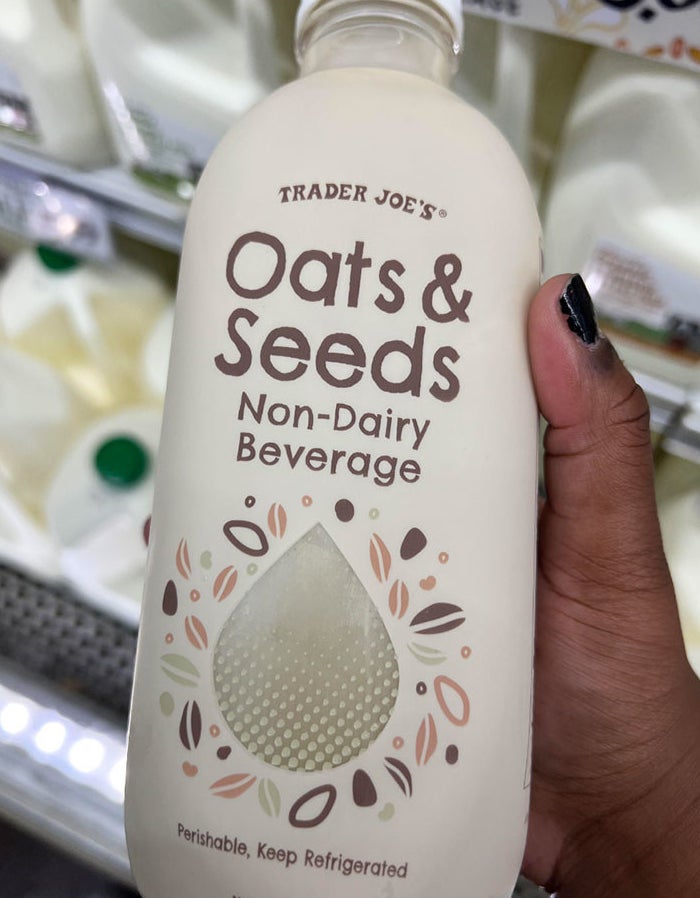 TRADER JOE'S®
Oats &
Seeds
Non-Dairy
Beverage
Perishable, Keep Refrigerated